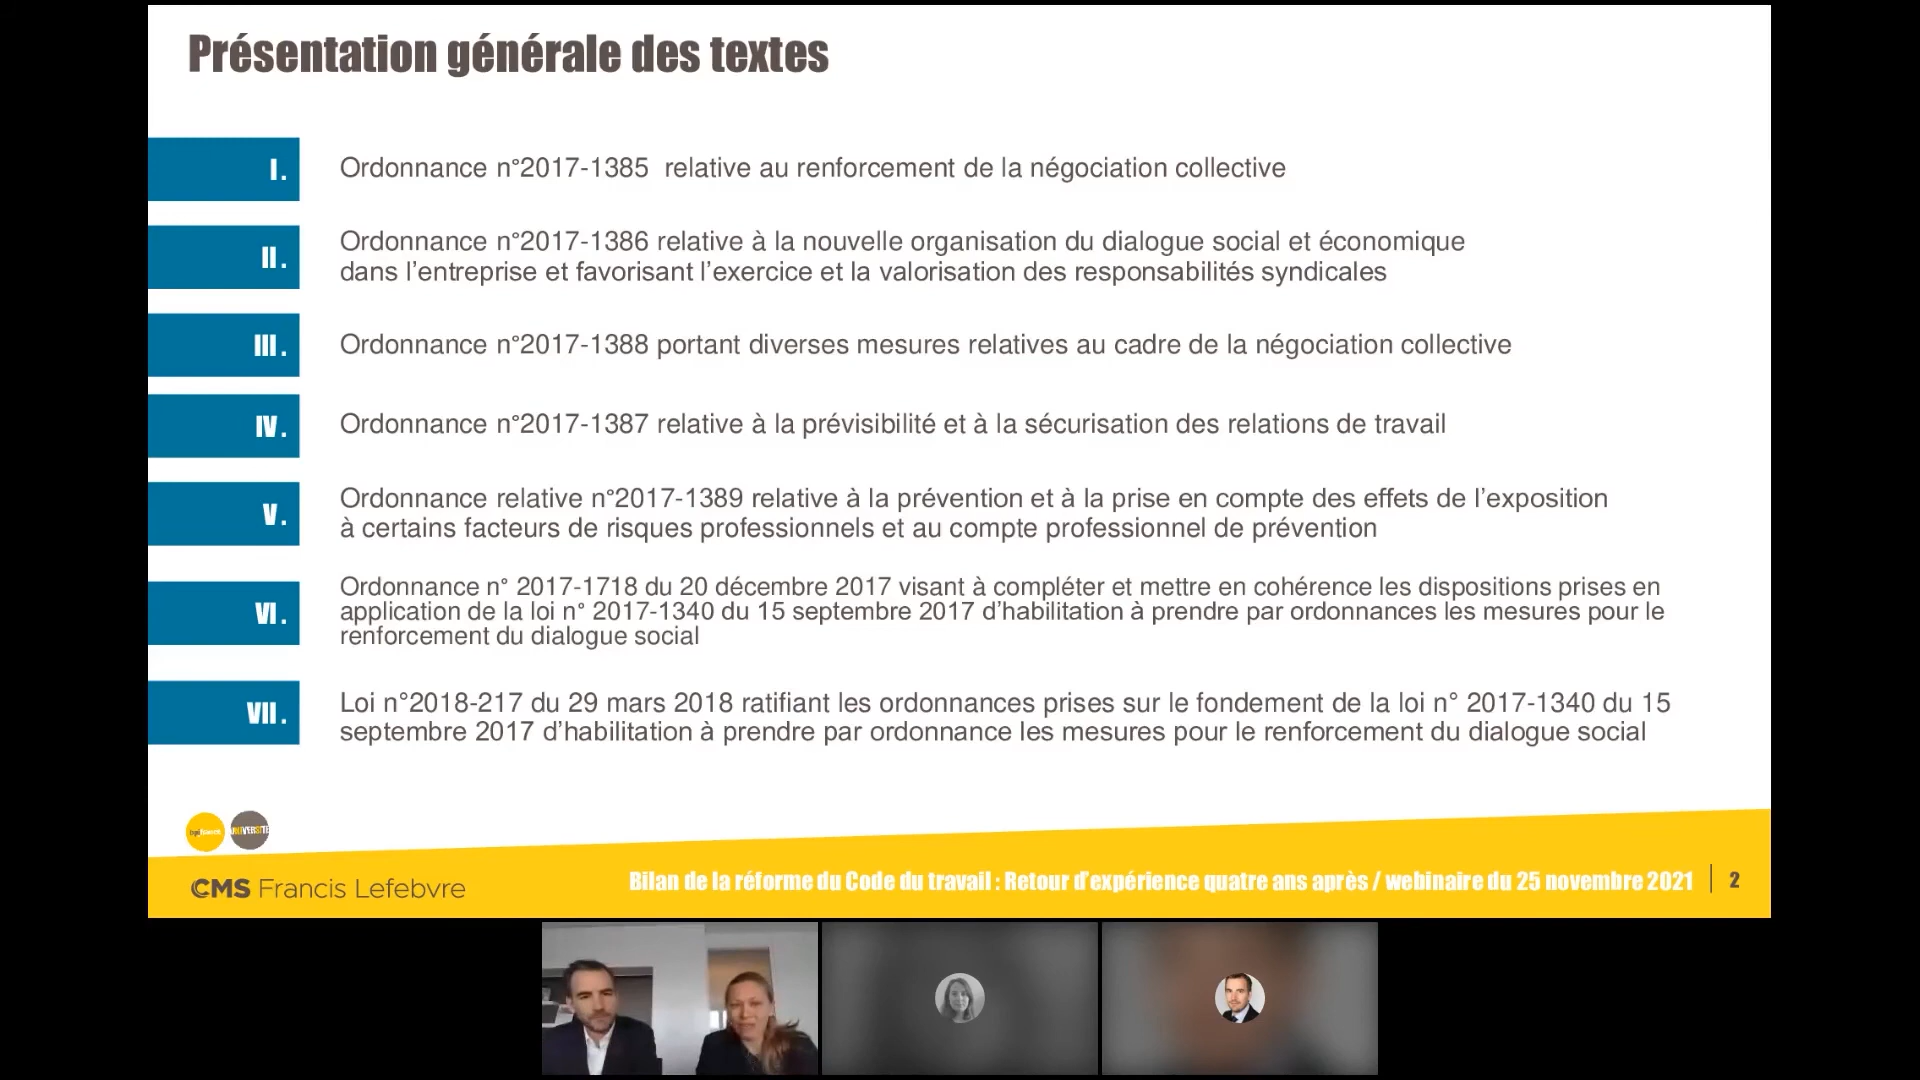 Présentation générale des textes
I.
Ordonnance n°2017-1385  relative au renforcement de la négociation collective
II.
Ordonnance n°2017-1386 relative à la nouvelle organisation du dialogue social et économique
dans l’entreprise et favorisant l’exercice et la valorisation des responsabilités syndicales
III.
Ordonnance n°2017-1388 portant diverses mesures relatives au cadre de la négociation collective
IV.
Ordonnance n°2017-1387 relative à la prévisibilité et à la sécurisation des relations de travail
V.
Ordonnance relative n°2017-1389 relative à la prévention et à la prise en compte des effets de l’exposition
à certains facteurs de risques professionnels et au compte professionnel de prévention
VI.
Ordonnance n° 2017-1718 du 20 décembre 2017 visant à compléter et mettre en cohérence les dispositions prises en
application de la loi n° 2017-1340 du 15 septembre 2017 d’habilitation à prendre par ordonnances les mesures pour le
renforcement du dialogue social
VII.
Loi n°2018-217 du 29 mars 2018 ratifiant les ordonnances prises sur le fondement de la loi n° 2017-1340 du 15
septembre 2017 d’habilitation à prendre par ordonnance les mesures pour le renforcement du dialogue social
UNIVERSITE
CMS Francis Lefebvre
Bilan de la réforme du Code du travail : Retour d’expérience quatre ans après / webinaire du 25 novembre 2021 | 2